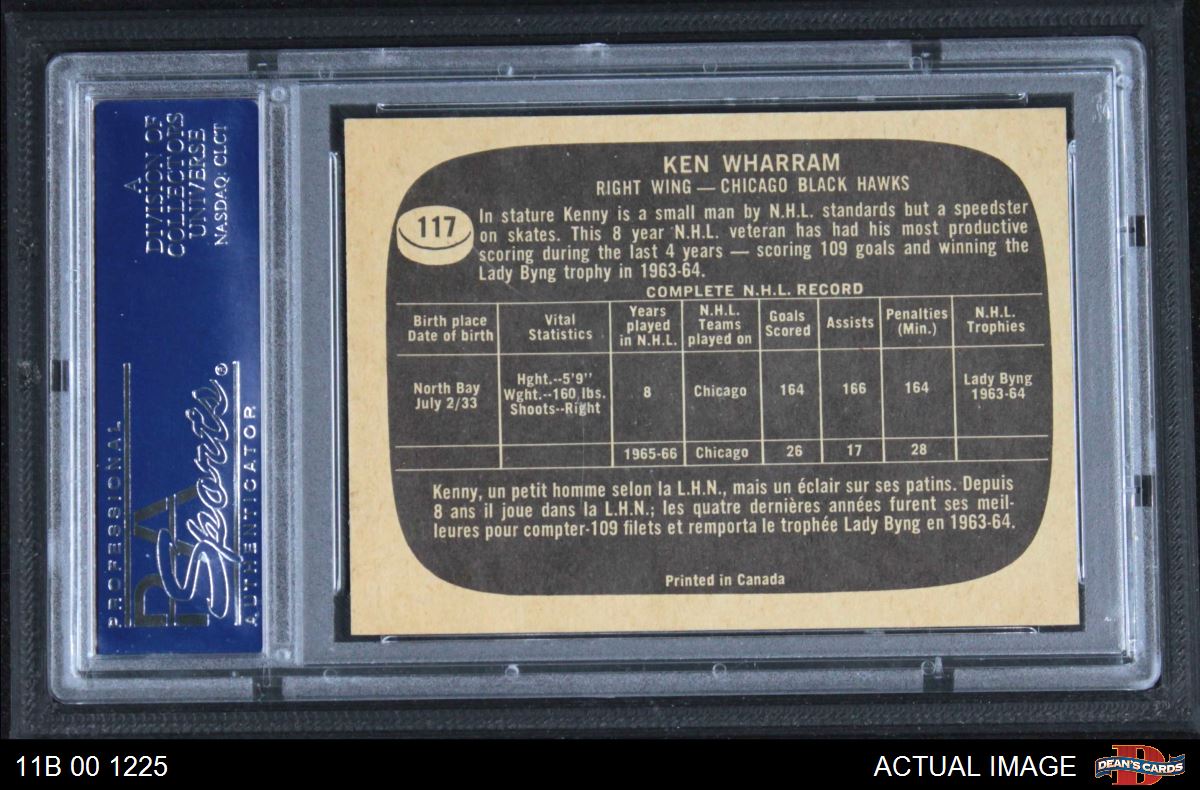 A
DIVISION OF
COLLECTORS
UNIVERSE
NASDAQ: CLCT
PROFESSIONAL
PSA
Sports®
AUTHENTICATOR
KEN WHARRAM
RIGHT WING — CHICAGO BLACK HAWKS
117
In stature Kenny is a small man by N.H.L. standards but a speedster
on skates. This 8 year N.H.L. veteran has had his most productive
scoring during the last 4 years — scoring 109 goals and winning the
Lady Byng trophy in 1963-64.
COMPLETE N.H.L. RECORD
Birth place
Date of birth
Vital
Statistics
Years
played
in N.H.L.
N.H.L.
Teams
played on
Goals
Scored
Assists
Penalties
(Min.)
N.H.L.
Trophies
North Bay
July 2/33
Hght.--5'9''
Wght.--160 lbs.
Shoots--Right
8
Chicago
164
166
164
Lady Byng
1963-64
1965-66
Chicago
26
17
28
Kenny, un petit homme selon la L.H.N., mais un éclair sur ses patins. Depuis
8 ans il joue dans la L.H.N.; les quatre dernières années furent ses meil-
leures pour compter-109 filets et remporta le trophée Lady Byng en 1963-64.
Printed in Canada
11B 00 1225
ACTUAL IMAGE
DEAN'S CARDS